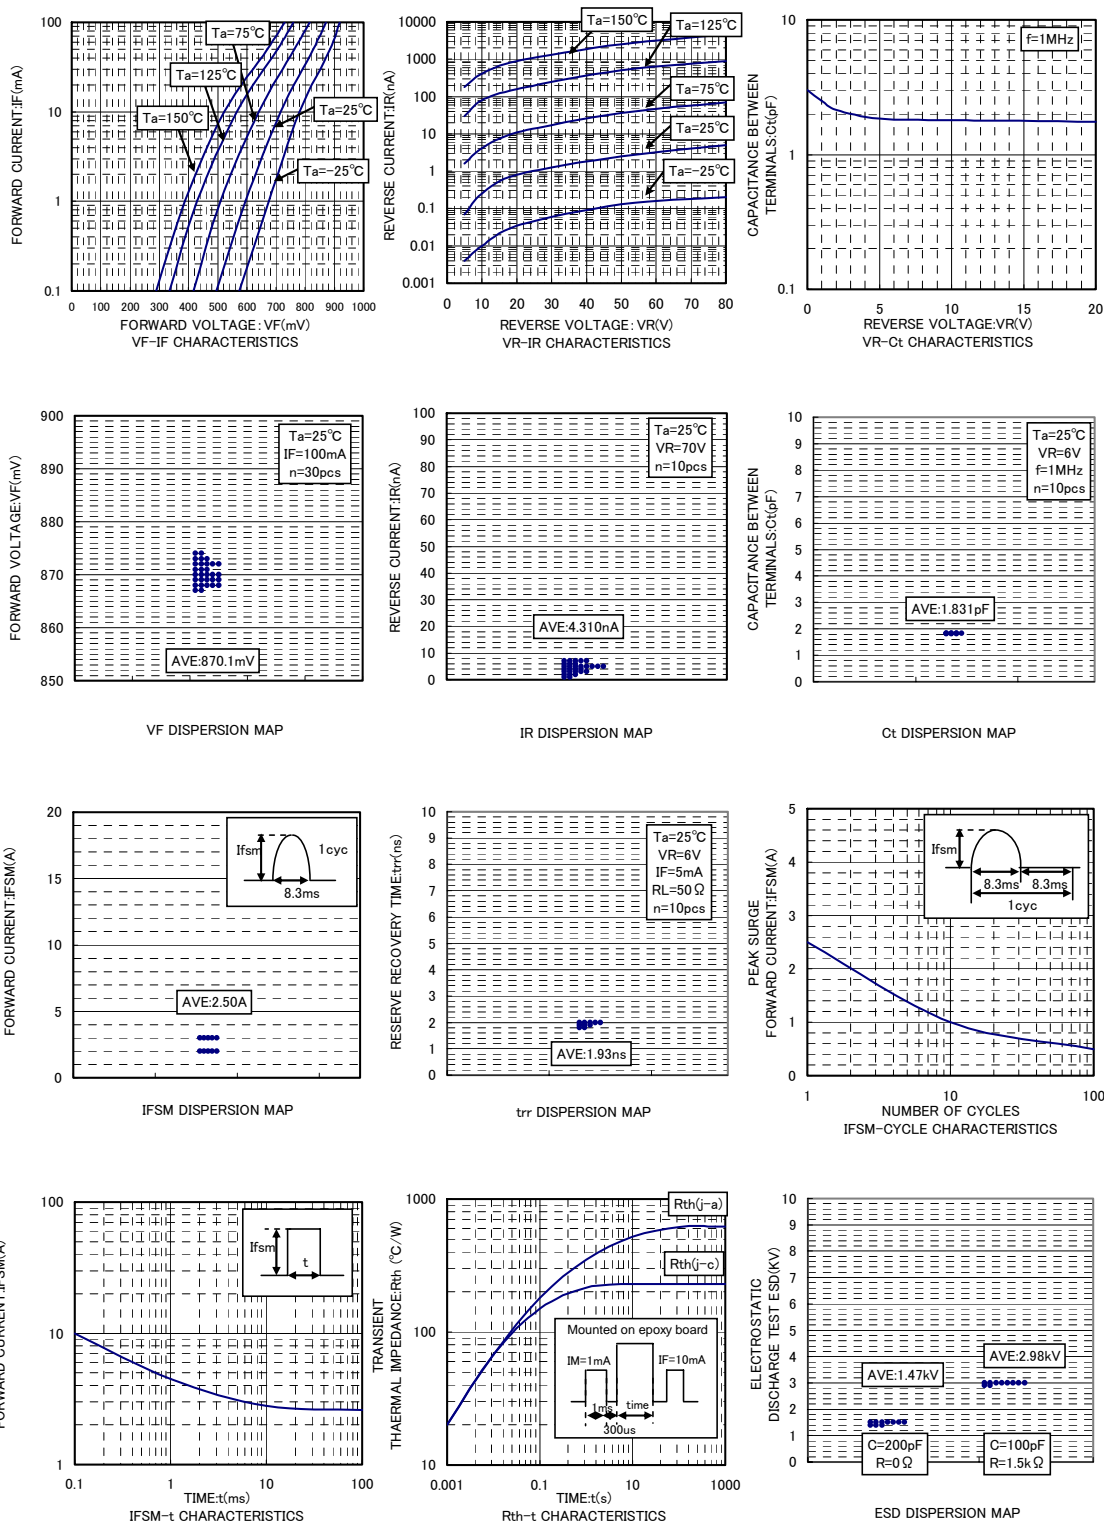 FORWARD CURRENT:IF(mA)
100
10
1
0.1
Ta=75℃
Ta=125℃
Ta=150℃
Ta=25℃
Ta=-25℃
0 100 200 300 400 500 600 700 800 900 1000
FORWARD VOLTAGE:VF(mV)
VF-IF CHARACTERISTICS
REVERSE CURRENT:IR(nA)
10000
1000
100
10
1
0.1
0.01
0.001
Ta=150℃
Ta=125℃
Ta=75℃
Ta=25℃
Ta=-25℃
0 10 20 30 40 50 60 70 80
REVERSE VOLTAGE:VR(V)
VR-IR CHARACTERISTICS
CAPACITANCE BETWEEN
TERMINALS:Ct(pF)
10
1
0.1
f=1MHz
0 5 10 15 20
REVERSE VOLTAGE:VR(V)
VR-Ct CHARACTERISTICS
FORWARD VOLTAGE:VF(mV)
900
890
880
870
860
850
Ta=25℃
IF=100mA
n=30pcs
AVE:870.1mV
VF DISPERSION MAP
REVERSE CURRENT:IR(nA)
100
90
80
70
60
50
40
30
20
10
0
Ta=25℃
VR=70V
n=10pcs
AVE:4.310nA
IR DISPERSION MAP
CAPACITANCE BETWEEN
TERMINALS:Ct(pF)
10
9
8
7
6
5
4
3
2
1
0
Ta=25℃
VR=6V
f=1MHz
n=10pcs
AVE:1.831pF
Ct DISPERSION MAP
FORWARD CURRENT:IFSM(A)
20
15
10
5
0
Ifsm
1cyc
8.3ms
AVE:2.50A
IFSM DISPERSION MAP
RESERVE RECOVERY TIME:trr(ns)
10
9
8
7
6
5
4
3
2
1
0
Ta=25℃
VR=6V
IF=5mA
RL=50Ω
n=10pcs
AVE:1.93ns
trr DISPERSION MAP
PEAK SURGE
FORWARD CURRENT:IFSM(A)
5
4
3
2
1
0
Ifsm
8.3ms 8.3ms
1cyc
1 10 100
NUMBER OF CYCLES
IFSM-CYCLE CHARACTERISTICS
FORWARD CURRENT:IFSM(A)
100
10
1
Ifsm
t
0.1 1 10 100
TIME:t(ms)
IFSM-t CHARACTERISTICS
TRANSIENT
THAERMAL IMPEDANCE:Rth (℃/W)
1000
100
10
Rth(j-a)
Rth(j-c)
Mounted on epoxy board
IM=1mA
IF=10mA
1ms
time
300us
0.001 0.1 10 1000
TIME:t(s)
Rth-t CHARACTERISTICS
ELECTROSTATIC
DISCHARGE TEST ESD(KV)
10
9
8
7
6
5
4
3
2
1
0
AVE:2.98kV
AVE:1.47kV
C=200pF
R=0Ω
C=100pF
R=1.5kΩ
ESD DISPERSION MAP